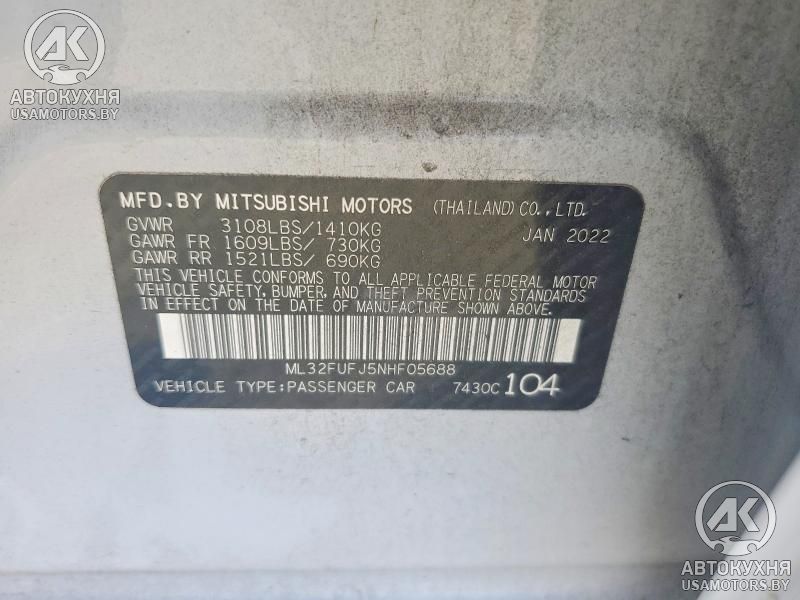 AK
АВТОКУХНЯ
USAMOTORS.BY
MFD.BY MITSUBISHI MOTORS (THAILAND)CO.,LTD.
GVWR 3108LBS/1410KG JAN 2022
GAWR FR 1609LBS/ 730KG
GAWR RR 1521LBS/ 690KG
THIS VEHICLE CONFORMS TO ALL APPLICABLE FEDERAL MOTOR
VEHICLE SAFETY, BUMPER, AND THEFT PREVENTION STANDARDS
IN EFFECT ON THE DATE OF MANUFACTURE SHOWN ABOVE.
ML32FUFJ5NHF05688
VEHICLE TYPE:PASSENGER CAR 7430C 104
AK
АВТОКУХНЯ
USAMOTORS.BY